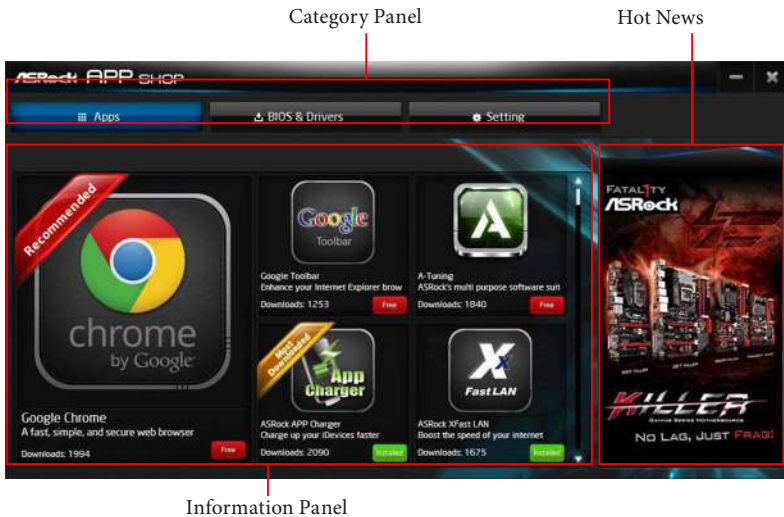 Category Panel
Hot News
ASRock APP SHOP
Apps
BIOS & Drivers
Setting
Recommended
chrome
by Google
Google Chrome
A fast, simple, and secure web browser
Downloads: 1994
Free
Google
Toolbar
Google Toolbar
Enhance your Internet Explorer brow
Downloads: 1253
Free
A
A-Tuning
ASRock's multi purpose software suit
Downloads: 1840
Free
Most
Downloaded
App
Charger
ASRock APP Charger
Charge up your iDevices faster
Downloads: 2090
Installed
X
Fast LAN
ASRock XFast LAN
Boost the speed of your internet
Downloads: 1675
Installed
FATAL1TY
ASRock
KILLER
NO LAG, JUST FRAG!
Information Panel